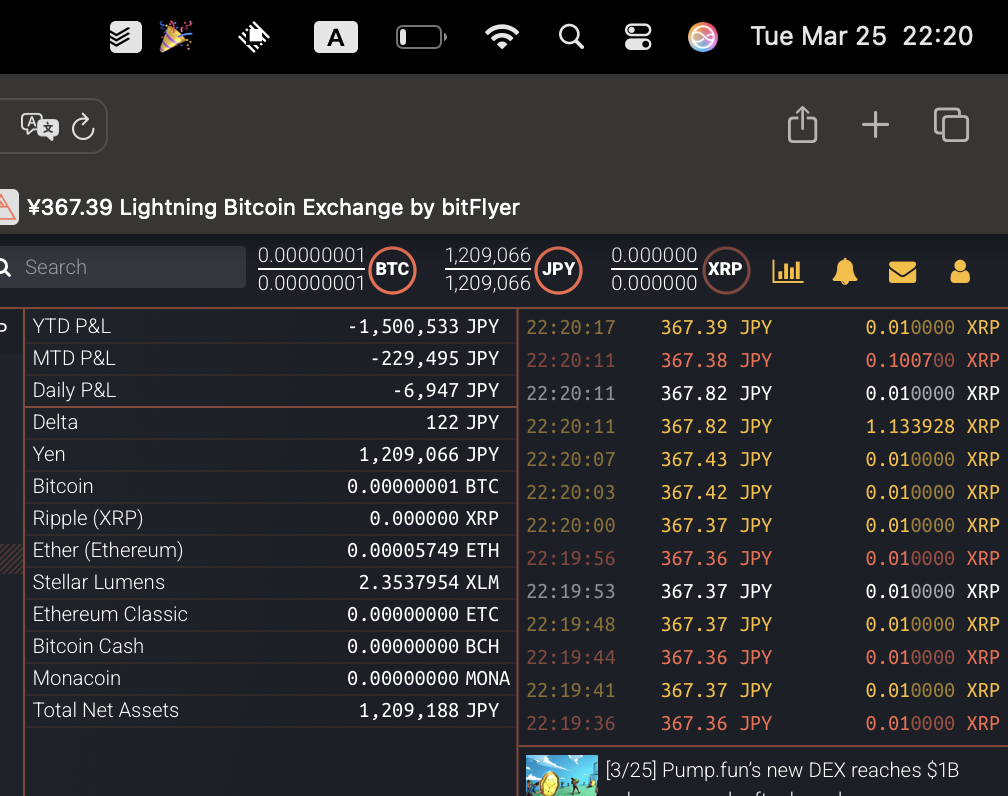 A
Tue Mar 25 22:20
¥367.39 Lightning Bitcoin Exchange by bitFlyer
Search
0.00000001
0.00000001
BTC
1,209,066
1,209,066
JPY
0.000000
0.000000
XRP
YTD P&L -1,500,533 JPY
MTD P&L -229,495 JPY
Daily P&L -6,947 JPY
Delta 122 JPY
Yen 1,209,066 JPY
Bitcoin 0.00000001 BTC
Ripple (XRP) 0.000000 XRP
Ether (Ethereum) 0.00005749 ETH
Stellar Lumens 2.3537954 XLM
Ethereum Classic 0.00000000 ETC
Bitcoin Cash 0.00000000 BCH
Monacoin 0.00000000 MONA
Total Net Assets 1,209,188 JPY
22:20:17 367.39 JPY 0.010000 XRP
22:20:11 367.38 JPY 0.100700 XRP
22:20:11 367.82 JPY 0.010000 XRP
22:20:11 367.82 JPY 1.133928 XRP
22:20:07 367.43 JPY 0.010000 XRP
22:20:03 367.42 JPY 0.010000 XRP
22:20:00 367.37 JPY 0.010000 XRP
22:19:56 367.36 JPY 0.010000 XRP
22:19:53 367.37 JPY 0.010000 XRP
22:19:48 367.37 JPY 0.010000 XRP
22:19:44 367.36 JPY 0.010000 XRP
22:19:41 367.37 JPY 0.010000 XRP
22:19:36 367.36 JPY 0.010000 XRP
[3/25] Pump.fun's new DEX reaches $1B